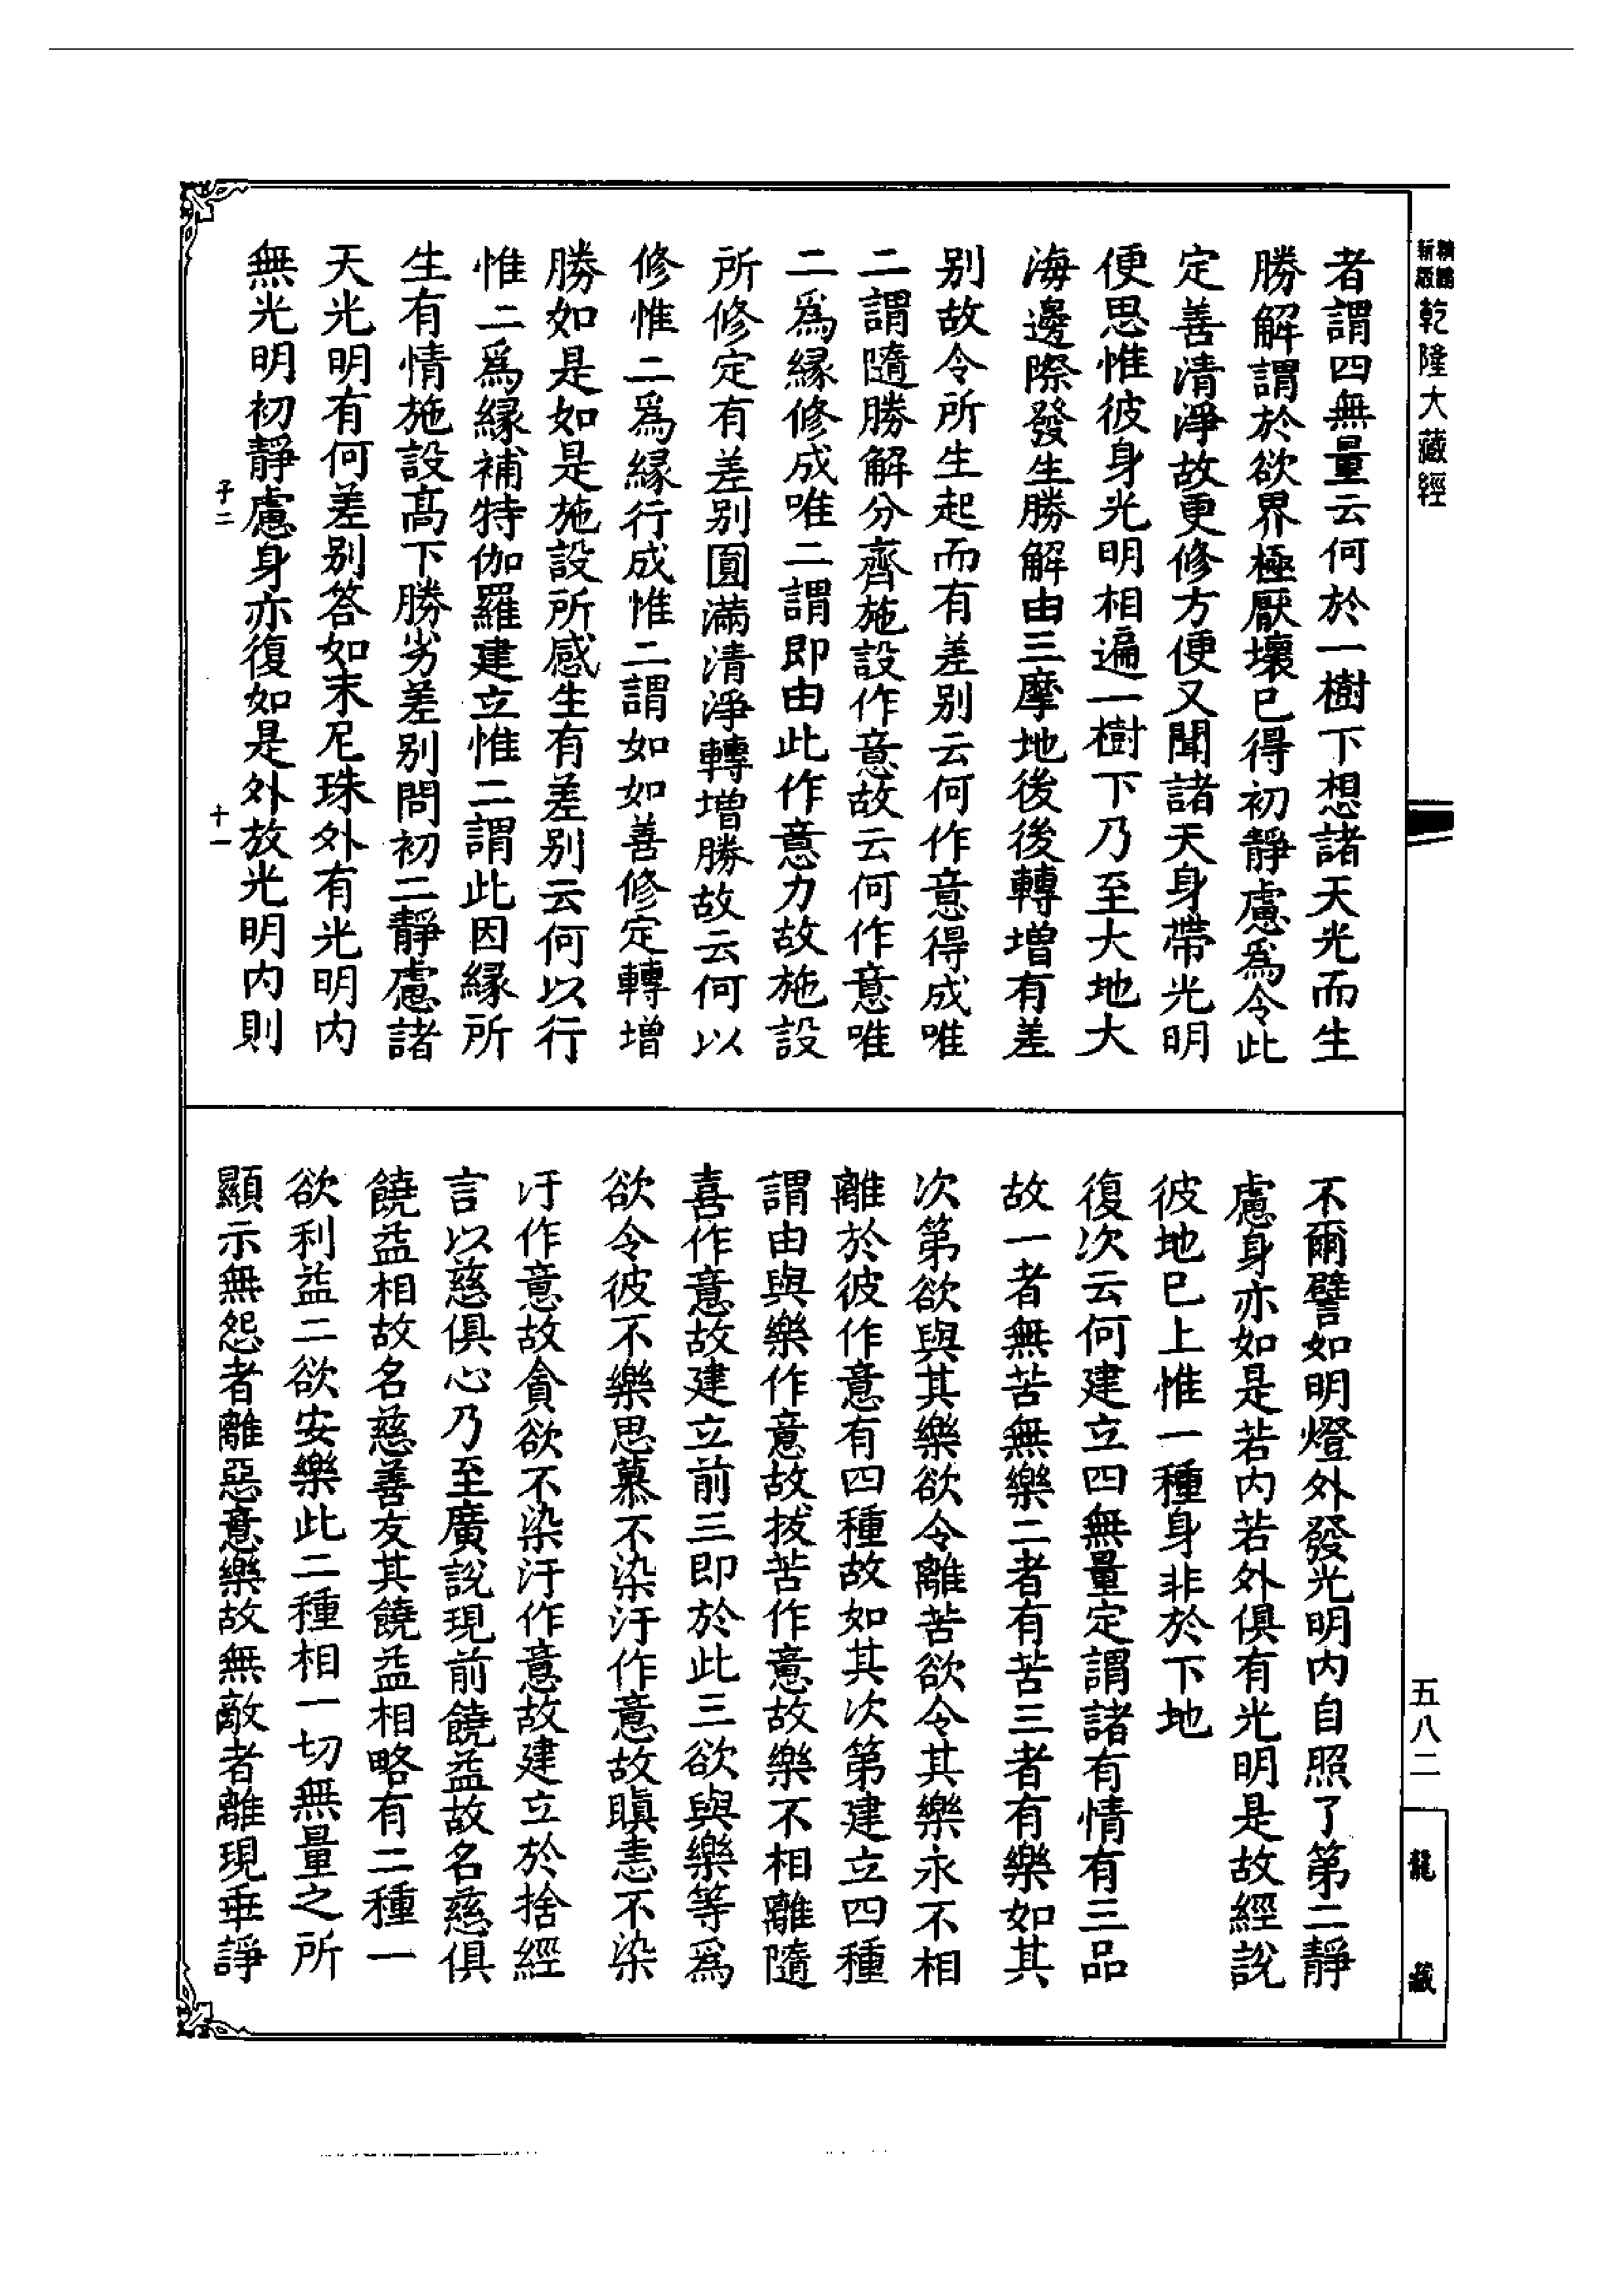 精諸新版 乾隆大藏經
者謂四無量云何於一樹下想諸天光而生
勝解謂於欲界極厭壞已得初靜慮爲令此
定善清淨故更修方便又聞諸天身帶光明
便思惟彼身光明相遍一樹下乃至大地大
海邊際發生勝解由三摩地後後轉增有差
别故令所生起而有差别云何作意得成唯
二謂隨勝解分齊施設作意故云何作意唯
二爲緣修成唯二謂即由此作意力故施設
所修定有差别圓滿清淨轉增勝故云何以
修惟二爲緣行成惟二謂如如善修定轉增
勝如是如是施設所感生有差别云何以行
惟二爲緣補特伽羅建立惟二謂此因緣所
生有情施設高下勝劣差别問初二靜慮諸
天光明有何差别答如末尼珠外有光明内
無光明初靜慮身亦復如是外放光明内則
子二
十一
不爾譬如明燈外發光明内自照了第二靜
慮身亦如是若内若外俱有光明是故經説
彼地已上惟一種身非於下地
復次云何建立四無量定謂諸有情有三品
故一者無苦無樂二者有苦三者有樂如其
次第欲與其樂欲令離苦欲令其樂永不相
離於彼作意有四種故如其次第建立四種
謂由與樂作意故拔苦作意故樂不相離隨
喜作意故建立前三即於此三欲與樂等爲
欲令彼不樂思慕不染汙作意故瞋恚不染
汙作意故貪欲不染汙作意故建立於捨經
言以慈俱心乃至廣説現前饒益故名慈俱
饒益相故名慈善友其饒益相略有二種一
欲利益二欲安樂此二種相一切無量之所
顯示無怨者離惡意樂故無敵者離現乖諍
五八二
龍藏